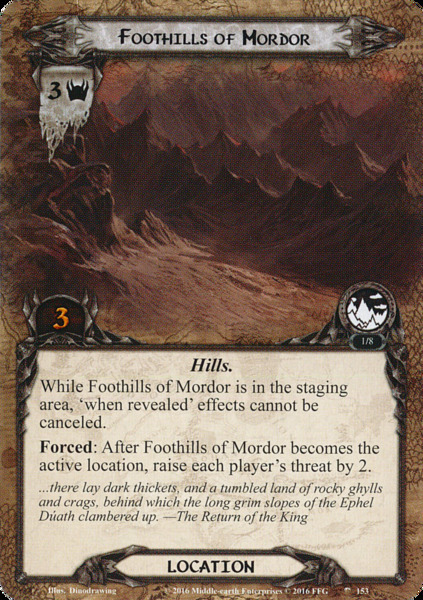 Foothills of Mordor
3
3
1/8
Hills.
While Foothills of Mordor is in the staging
area, ‘when revealed’ effects cannot be
canceled.
Forced: After Foothills of Mordor becomes the
active location, raise each player’s threat by 2.
...there lay dark thickets, and a tumbled land of rocky ghylls
and crags, behind which the long grim slopes of the Ephel
Dúath clambered up. —The Return of the King
LOCATION
Illus. Dinodrawing © 2016 Middle-earth Enterprises © 2016 FFG 153